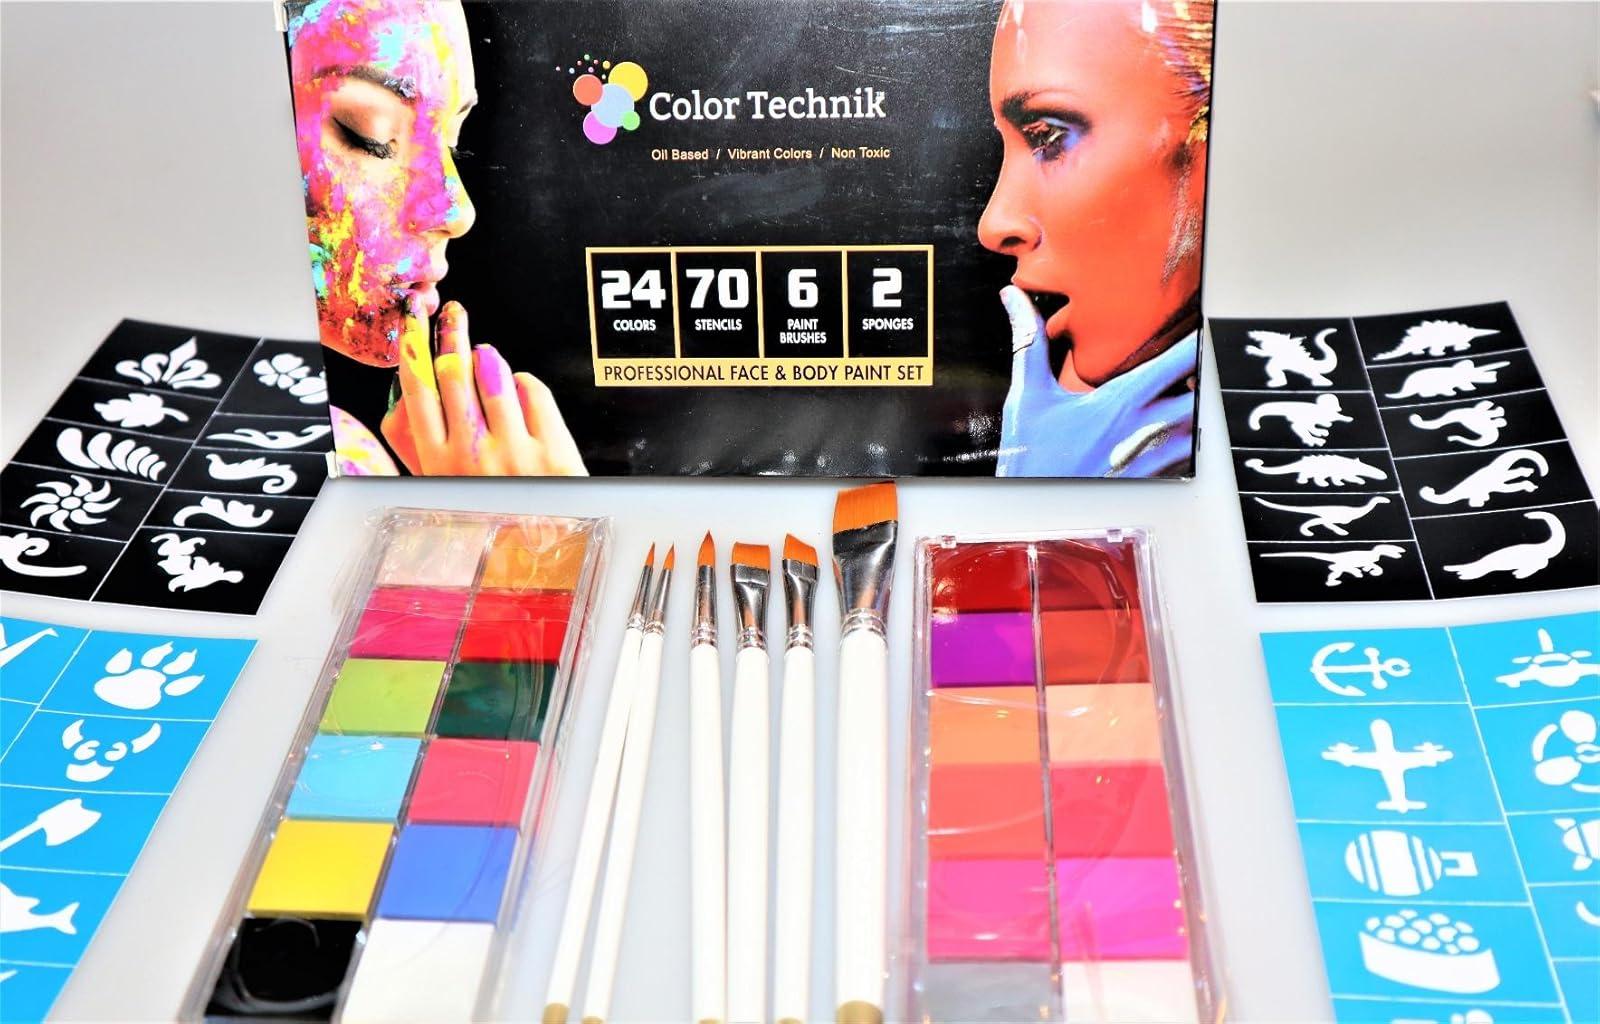 Color Technik
Oil Based / Vibrant Colors / Non Toxic
24 70 6 2
COLORS STENCILS PAINT BRUSHES SPONGES
PROFESSIONAL FACE & BODY PAINT SET